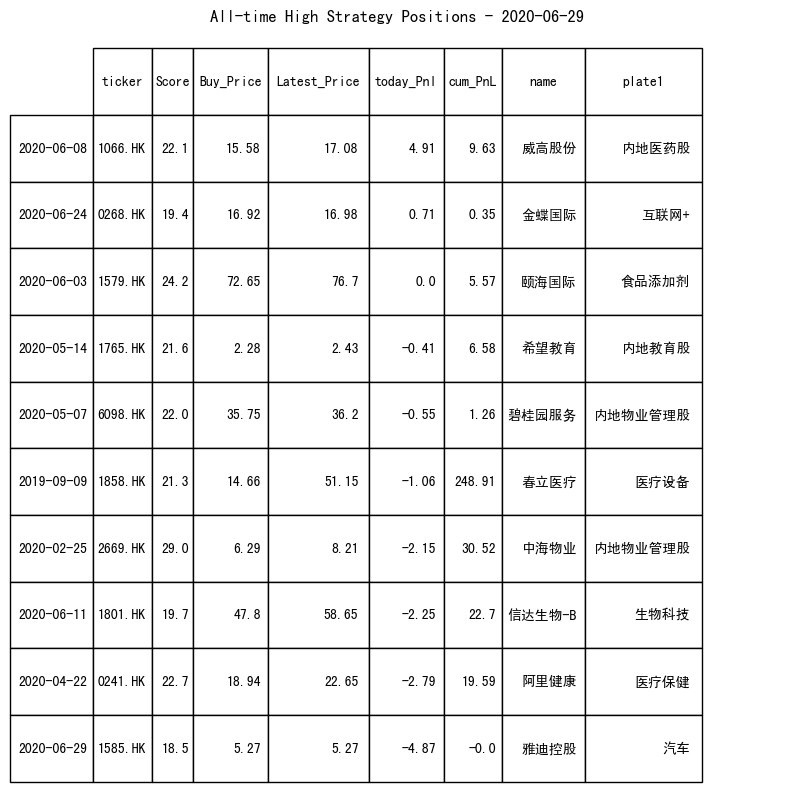 All-time High Strategy Positions - 2020-06-29
ticker Score Buy_Price Latest_Price today_Pnl cum_PnL name plate1
2020-06-08 1066.HK 22.1 15.58 17.08 4.91 9.63 威高股份 内地医药股
2020-06-24 0268.HK 19.4 16.92 16.98 0.71 0.35 金蝶国际 互联网+
2020-06-03 1579.HK 24.2 72.65 76.7 0.0 5.57 颐海国际 食品添加剂
2020-05-14 1765.HK 21.6 2.28 2.43 -0.41 6.58 希望教育 内地教育股
2020-05-07 6098.HK 22.0 35.75 36.2 -0.55 1.26 碧桂园服务 内地物业管理股
2019-09-09 1858.HK 21.3 14.66 51.15 -1.06 248.91 春立医疗 医疗设备
2020-02-25 2669.HK 29.0 6.29 8.21 -2.15 30.52 中海物业 内地物业管理股
2020-06-11 1801.HK 19.7 47.8 58.65 -2.25 22.7 信达生物-B 生物科技
2020-04-22 0241.HK 22.7 18.94 22.65 -2.79 19.59 阿里健康 医疗保健
2020-06-29 1585.HK 18.5 5.27 5.27 -4.87 -0.0 雅迪控股 汽车